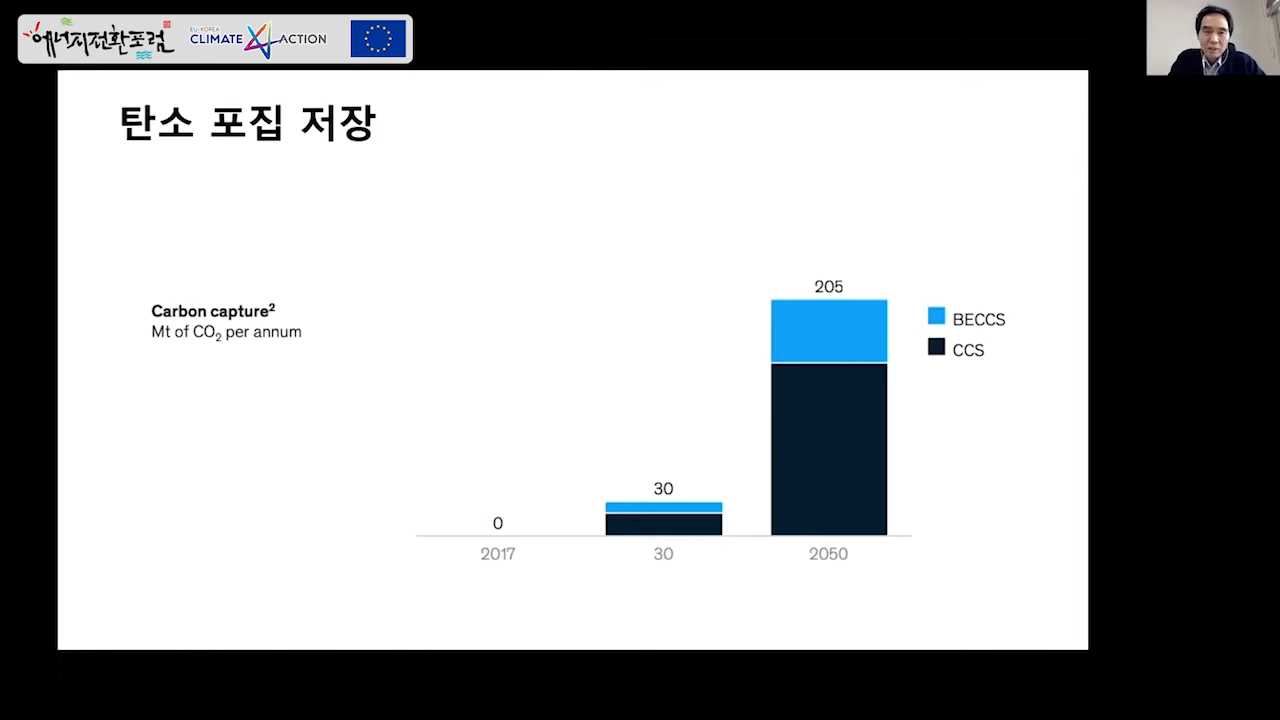 에너지전환포럼
EU-KOREA
CLIMATE ACTION
탄소 포집 저장
Carbon capture²
Mt of CO₂ per annum
205
BECCS
CCS
30
0
2017
30
2050